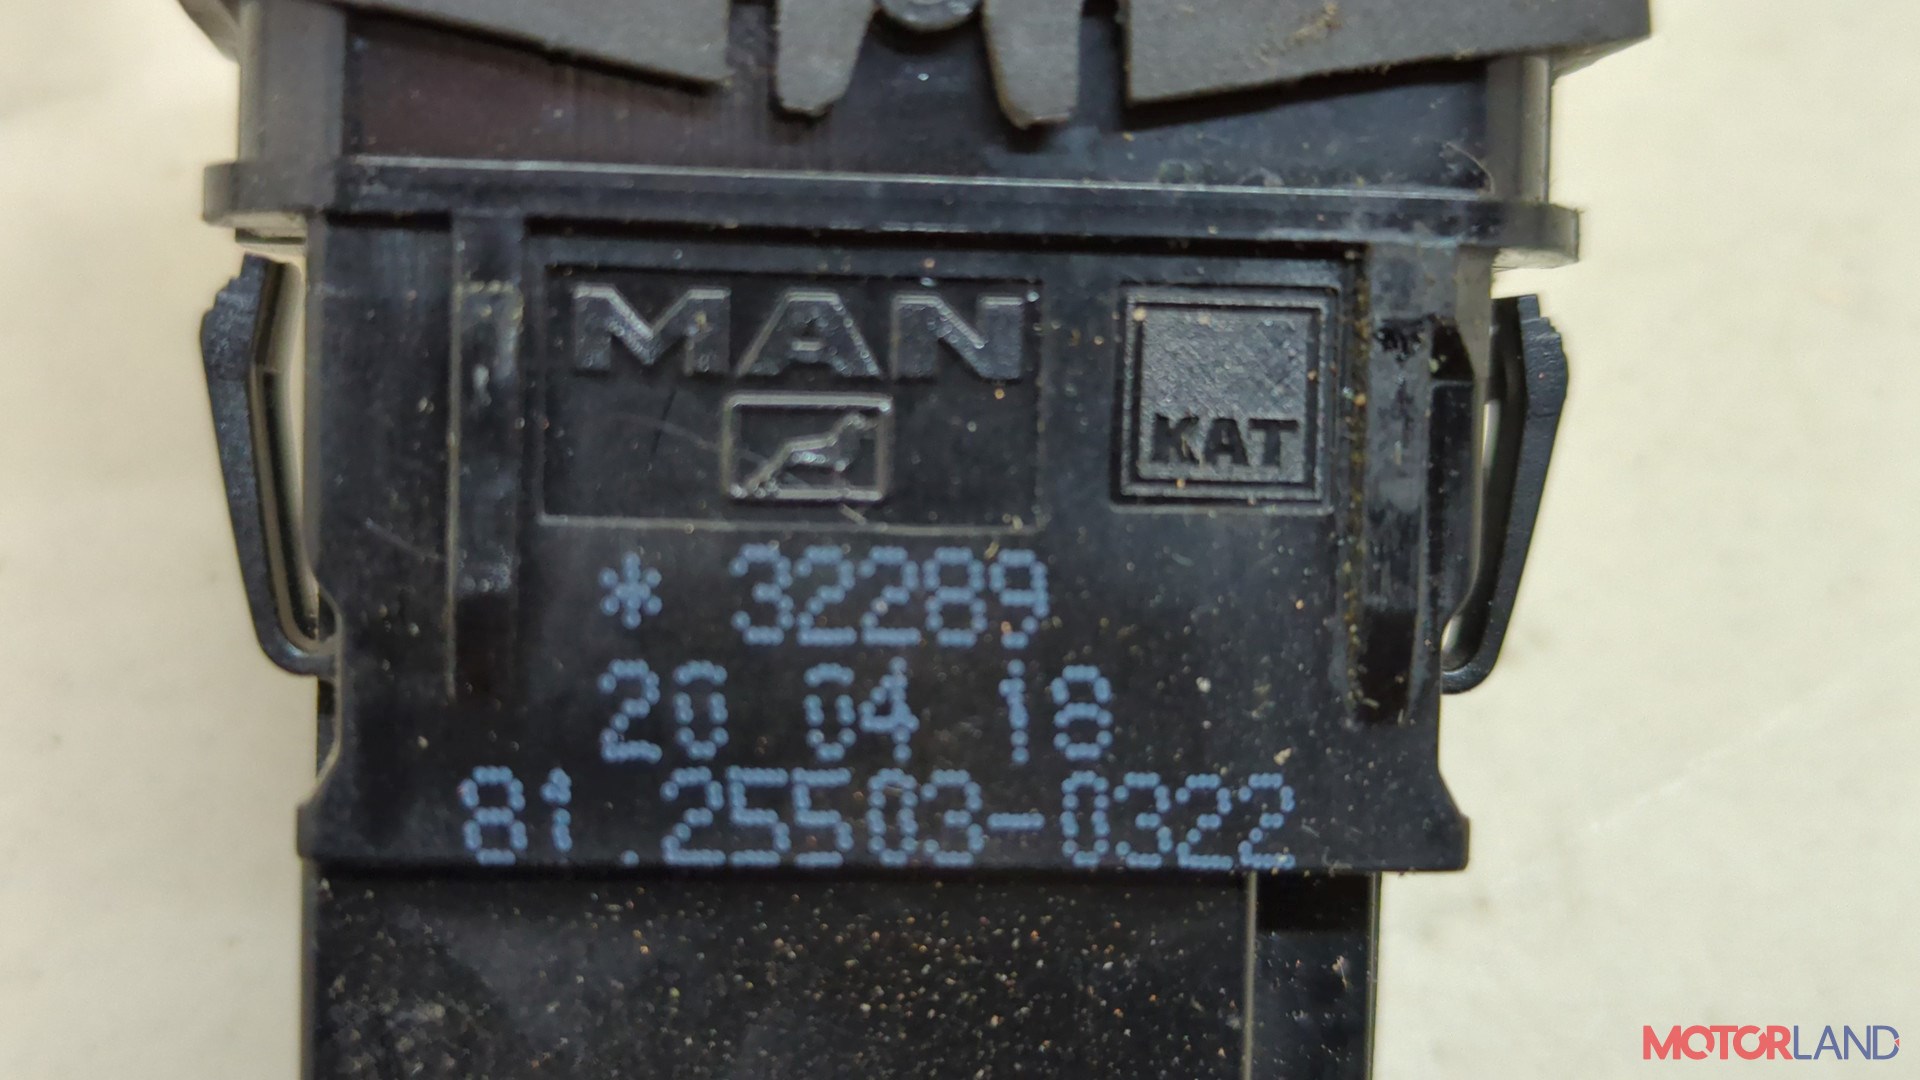 MAN
KAT
* 32289
20 04 18
81.25503-0322
MOTORLAND